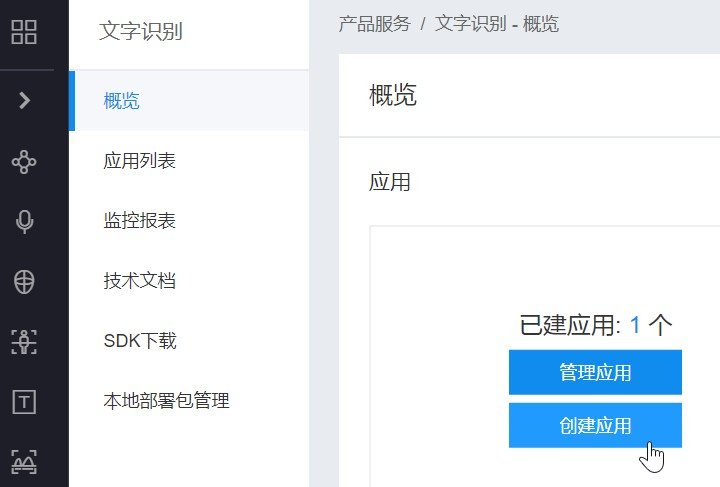 文字识别
产品服务 / 文字识别 - 概览
概览
应用列表
监控报表
技术文档
SDK下载
本地部署包管理
概览
应用
已建应用: 1 个
管理应用
创建应用
T